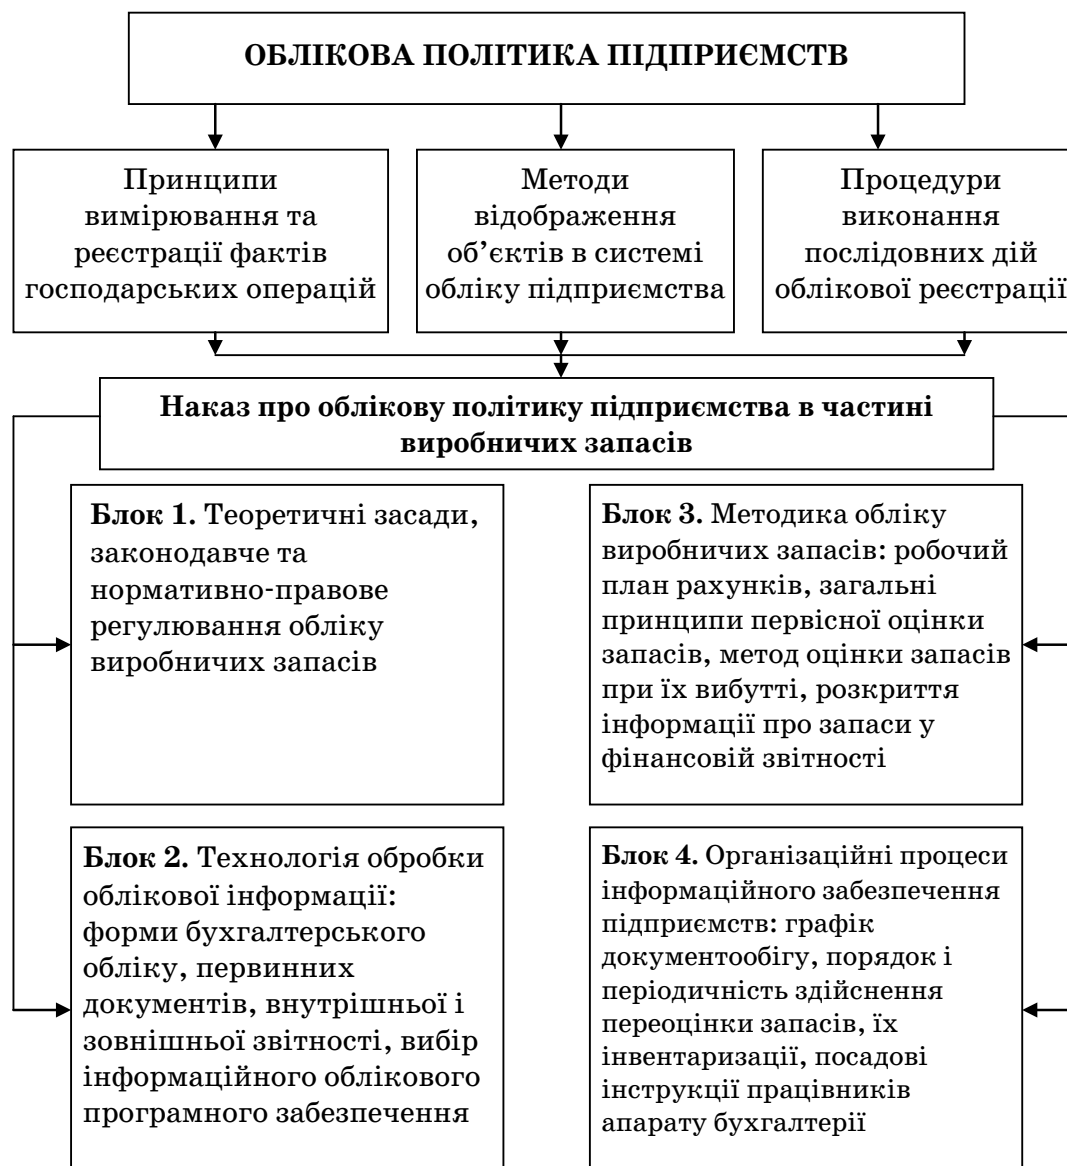 ОБЛІКОВА ПОЛІТИКА ПІДПРИЄМСТВ
Принципи
вимірювання та
реєстрації фактів
господарських операцій
Методи
відображення
об’єктів в системі
обліку підприємства
Процедури
виконання
послідовних дій
облікової реєстрації
Наказ про облікову політику підприємства в частині
виробничих запасів
Блок 1. Теоретичні засади,
законодавче та
нормативно-правове
регулювання обліку
виробничих запасів
Блок 2. Технологія обробки
облікової інформації:
форми бухгалтерського
обліку, первинних
документів, внутрішньої і
зовнішньої звітності, вибір
інформаційного облікового
програмного забезпечення
Блок 3. Методика обліку
виробничих запасів: робочий
план рахунків, загальні
принципи первісної оцінки
запасів, метод оцінки запасів
при їх вибутті, розкриття
інформації про запаси у
фінансовій звітності
Блок 4. Організаційні процеси
інформаційного забезпечення
підприємств: графік
документообігу, порядок і
періодичність здійснення
переоцінки запасів, їх
інвентаризації, посадові
інструкції працівників
апарату бухгалтерії